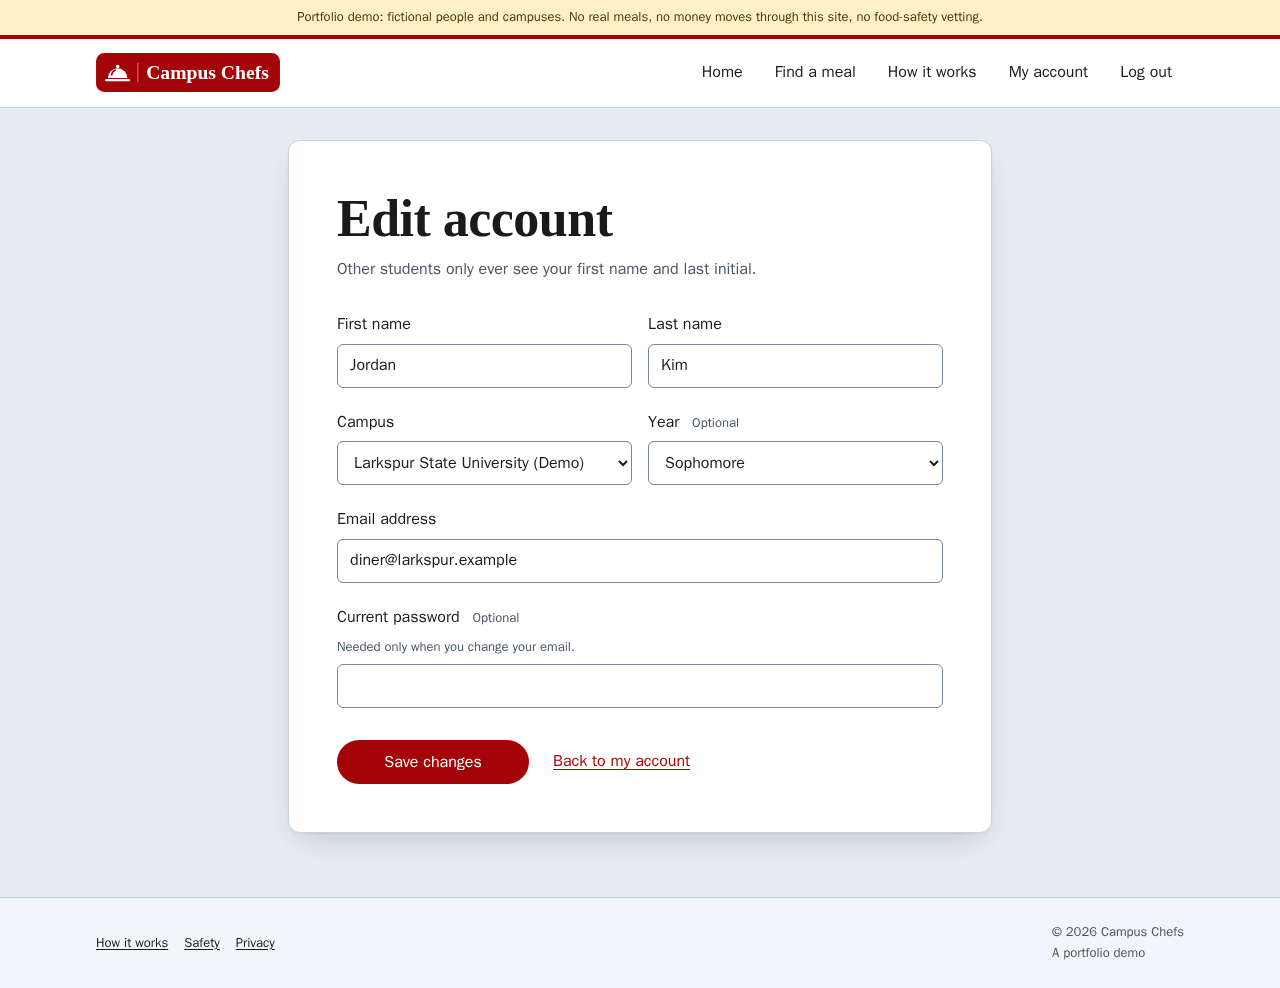 Portfolio demo: fictional people and campuses. No real meals, no money moves through this site, no food-safety vetting.
Campus Chefs
Home
Find a meal
How it works
My account
Log out
Edit account
Other students only ever see your first name and last initial.
First name
Last name
Jordan
Kim
Campus
Year Optional
Larkspur State University (Demo)
Sophomore
Email address
diner@larkspur.example
Current password Optional
Needed only when you change your email.
Save changes
Back to my account
How it works
Safety
Privacy
© 2026 Campus Chefs
A portfolio demo